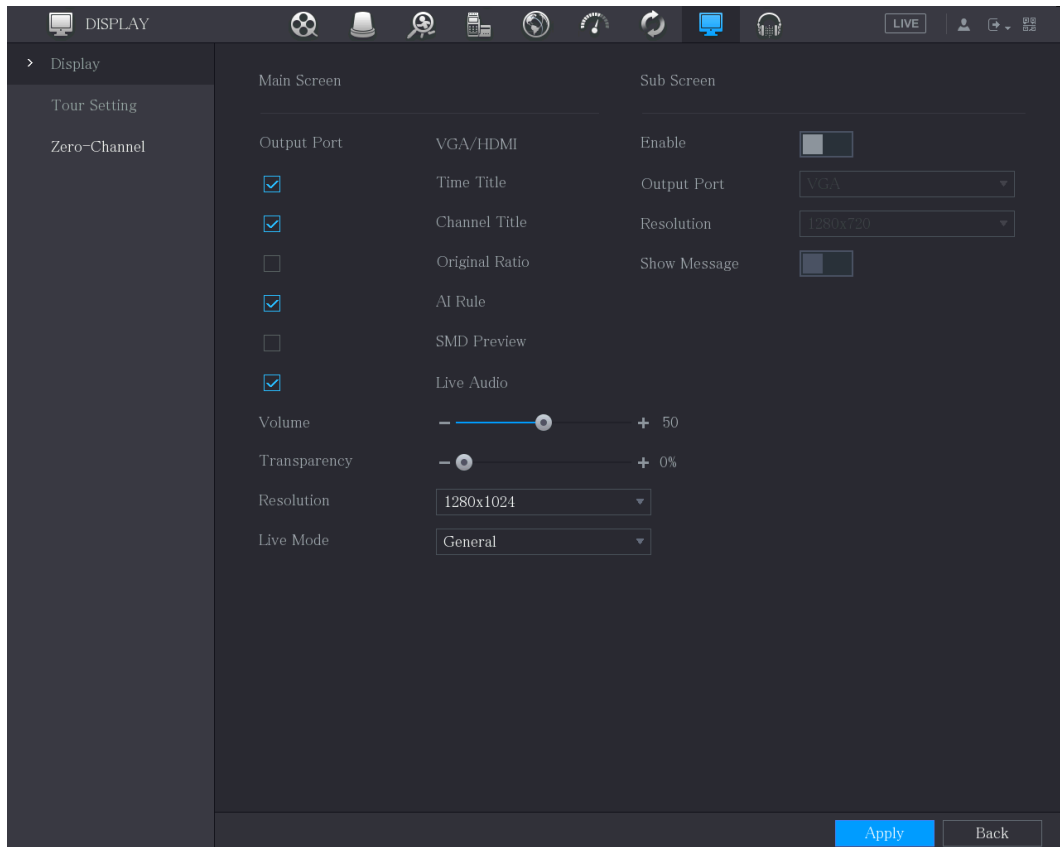 DISPLAY
LIVE
Display
Tour Setting
Zero-Channel
Main Screen
Output Port VGA/HDMI
Time Title
Channel Title
Original Ratio
AI Rule
SMD Preview
Live Audio
Volume 50
Transparency 0%
Resolution 1280x1024
Live Mode General
Sub Screen
Enable
Output Port VGA
Resolution 1280x720
Show Message
Apply Back